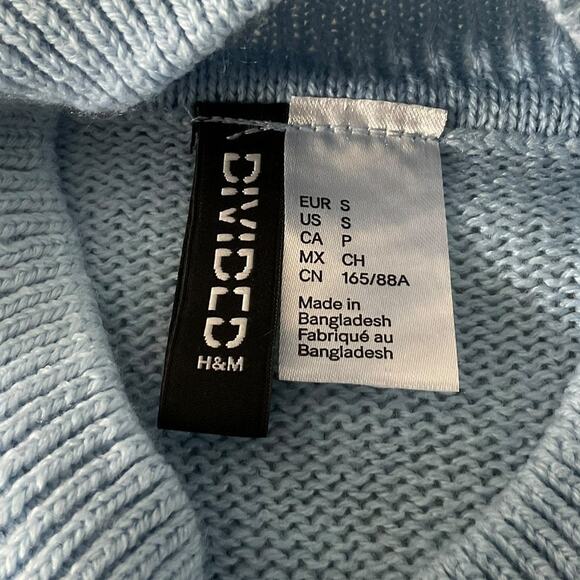 DIVIDED
H&M
EUR S
US S
CA P
MX CH
CN 165/88A
Made in
Bangladesh
Fabriqué au
Bangladesh